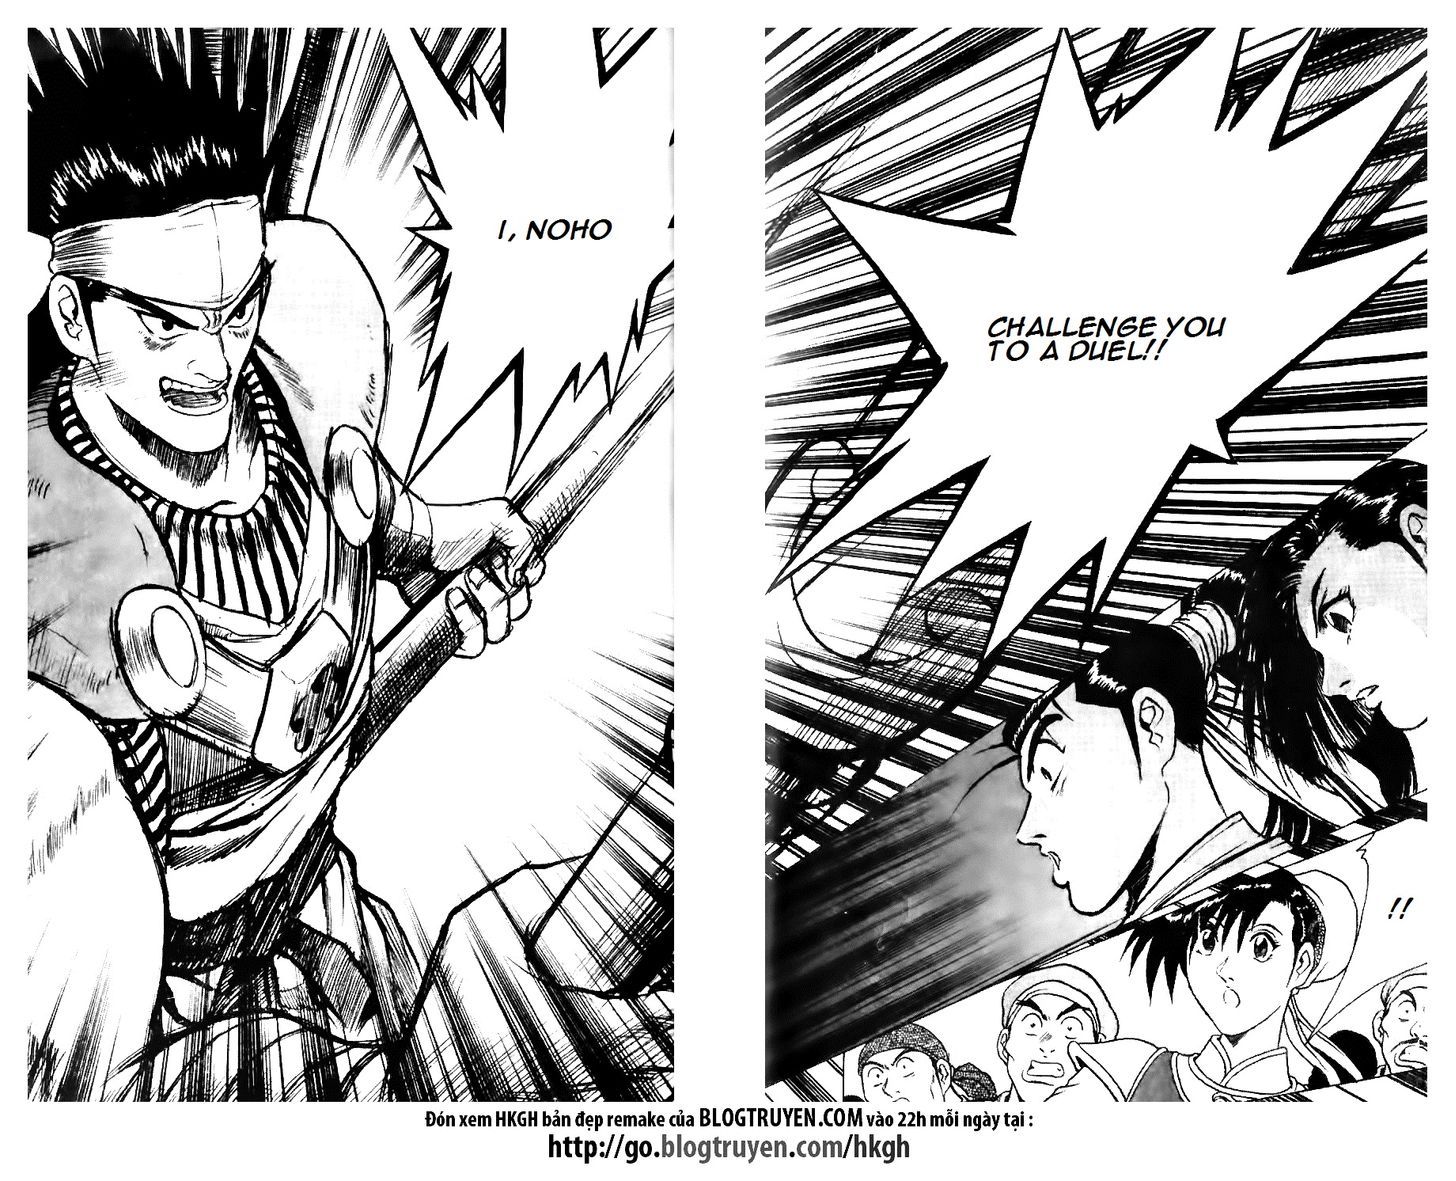 I, NOHO
CHALLENGE YOU
TO A DUEL!!
!!
Đón xem HKGH bản đẹp remake của BLOGTRUYEN.COM vào 22h mỗi ngày tại :
http://go.blogtruyen.com/hkgh